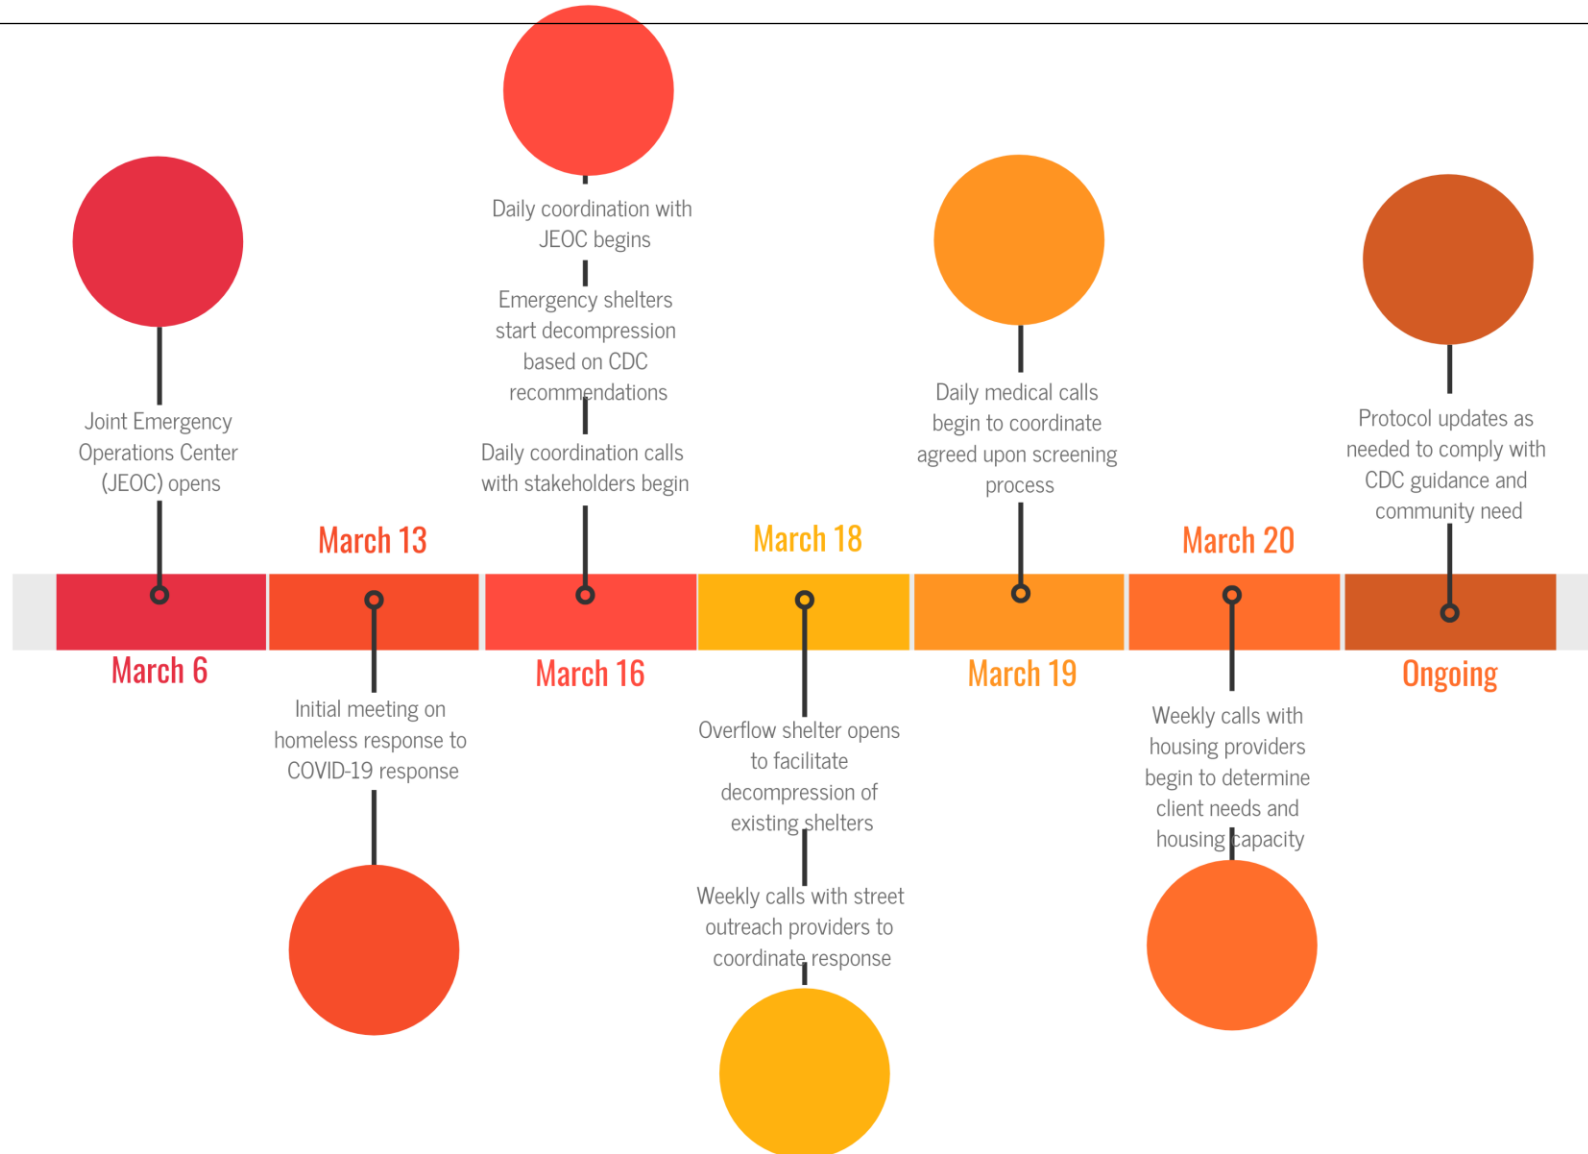 Joint Emergency
Operations Center
(JEOC) opens
March 6
March 13
Initial meeting on
homeless response to
COVID-19 response
Daily coordination with
JEOC begins
Emergency shelters
start decompression
based on CDC
recommendations
Daily coordination calls
with stakeholders begin
March 16
March 18
Overflow shelter opens
to facilitate
decompression of
existing shelters
Weekly calls with street
outreach providers to
coordinate response
Daily medical calls
begin to coordinate
agreed upon screening
process
March 19
March 20
Weekly calls with
housing providers
begin to determine
client needs and
housing capacity
Protocol updates as
needed to comply with
CDC guidance and
community need
Ongoing